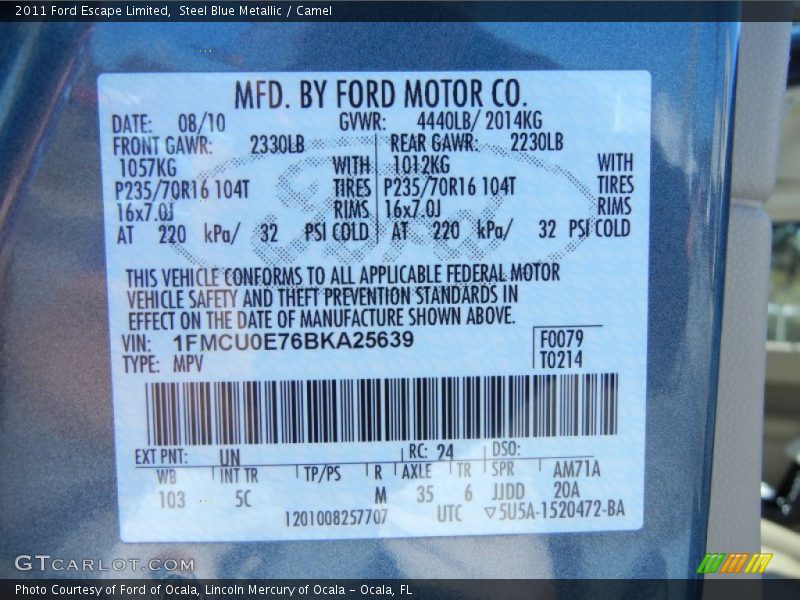 2011 Ford Escape Limited, Steel Blue Metallic / Camel
MFD. BY FORD MOTOR CO.
DATE: 08/10 GVWR: 4440LB/ 2014KG
FRONT GAWR: 2330LB REAR GAWR: 2230LB
1057KG WITH 1012KG WITH
P235/70R16 104T TIRES P235/70R16 104T TIRES
16x7.0J RIMS 16x7.0J RIMS
AT 220 kPa/ 32 PSI COLD AT 220 kPa/ 32 PSI COLD
Ford
THIS VEHICLE CONFORMS TO ALL APPLICABLE FEDERAL MOTOR
VEHICLE SAFETY AND THEFT PREVENTION STANDARDS IN
EFFECT ON THE DATE OF MANUFACTURE SHOWN ABOVE.
VIN: 1FMCU0E76BKA25639 F0079
TYPE: MPV T0214
EXT PNT: UN RC: 24 DSO:
WB INT TR TP/PS R AXLE TR SPR AM71A
103 5C M 35 6 JJDD 20A
1201008257707 UTC ▽5U5A-1520472-BA
GTCARLOT.COM
Photo Courtesy of Ford of Ocala, Lincoln Mercury of Ocala - Ocala, FL